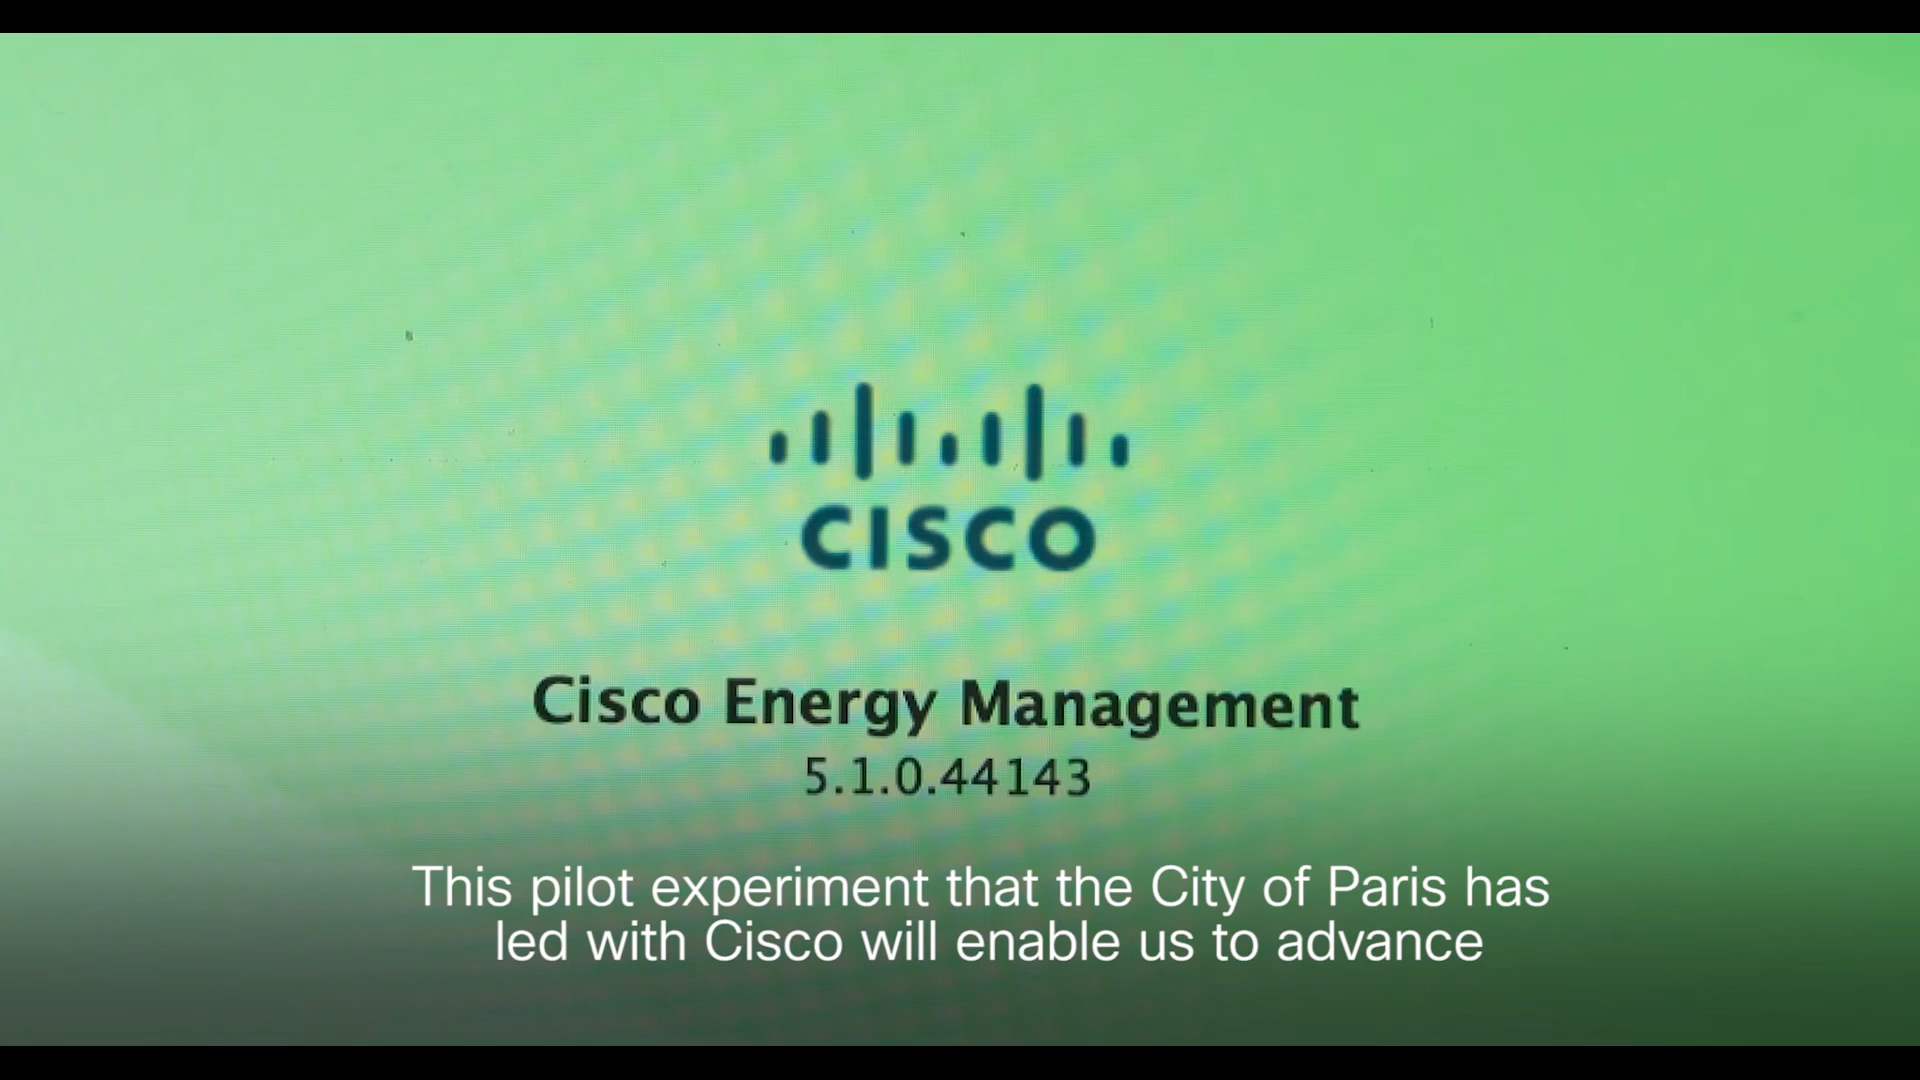 CISCO
Cisco Energy Management
5.1.0.44143
This pilot experiment that the City of Paris has
led with Cisco will enable us to advance